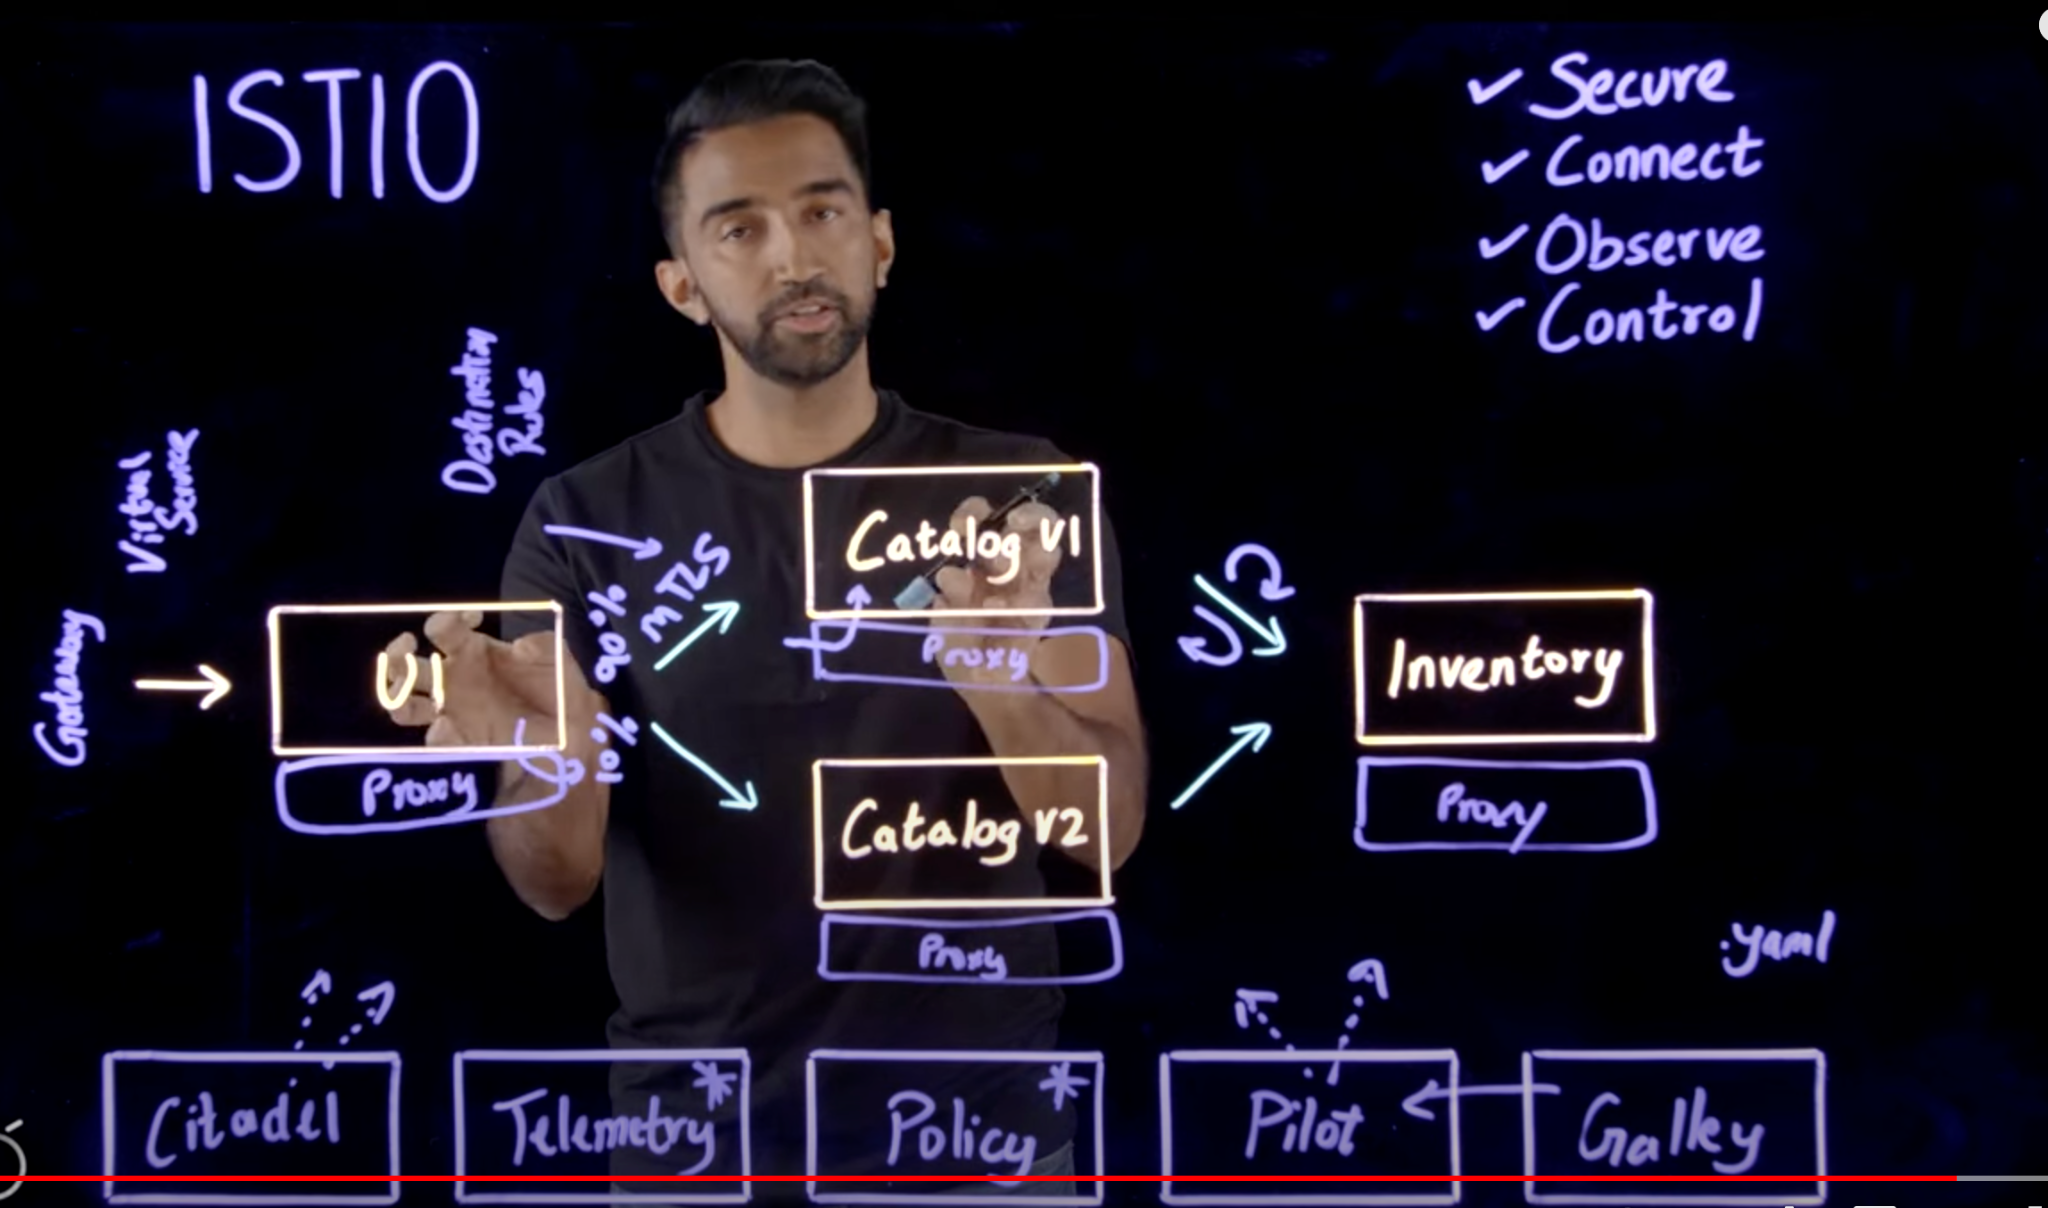 ISTIO
✓ Secure
✓ Connect
✓ Observe
✓ Control
Gateway
Virtual
Service
Destination
Rules
UI
Proxy
90%
10%
MTLS
Catalog V1
Proxy
Catalog V2
Proxy
Inventory
Proxy
.yaml
Citadel
Telemetry*
Policy*
Pilot
Galley